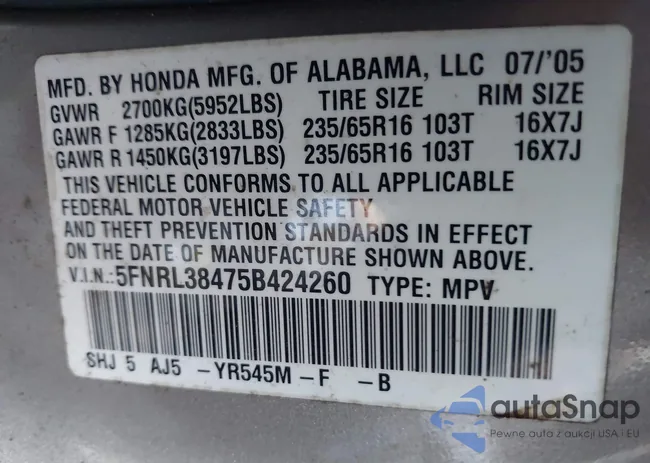 MFD. BY HONDA MFG. OF ALABAMA, LLC 07/'05
GVWR 2700KG(5952LBS) TIRE SIZE RIM SIZE
GAWR F 1285KG(2833LBS) 235/65R16 103T 16X7J
GAWR R 1450KG(3197LBS) 235/65R16 103T 16X7J
THIS VEHICLE CONFORMS TO ALL APPLICABLE
FEDERAL MOTOR VEHICLE SAFETY
AND THEFT PREVENTION STANDARDS IN EFFECT
ON THE DATE OF MANUFACTURE SHOWN ABOVE.
V.I.N.:5FNRL38475B424260 TYPE: MPV
SHJ 5 AJ5 -YR545M -F -B
autaSnap
Pewne auta z aukcji USA i EU